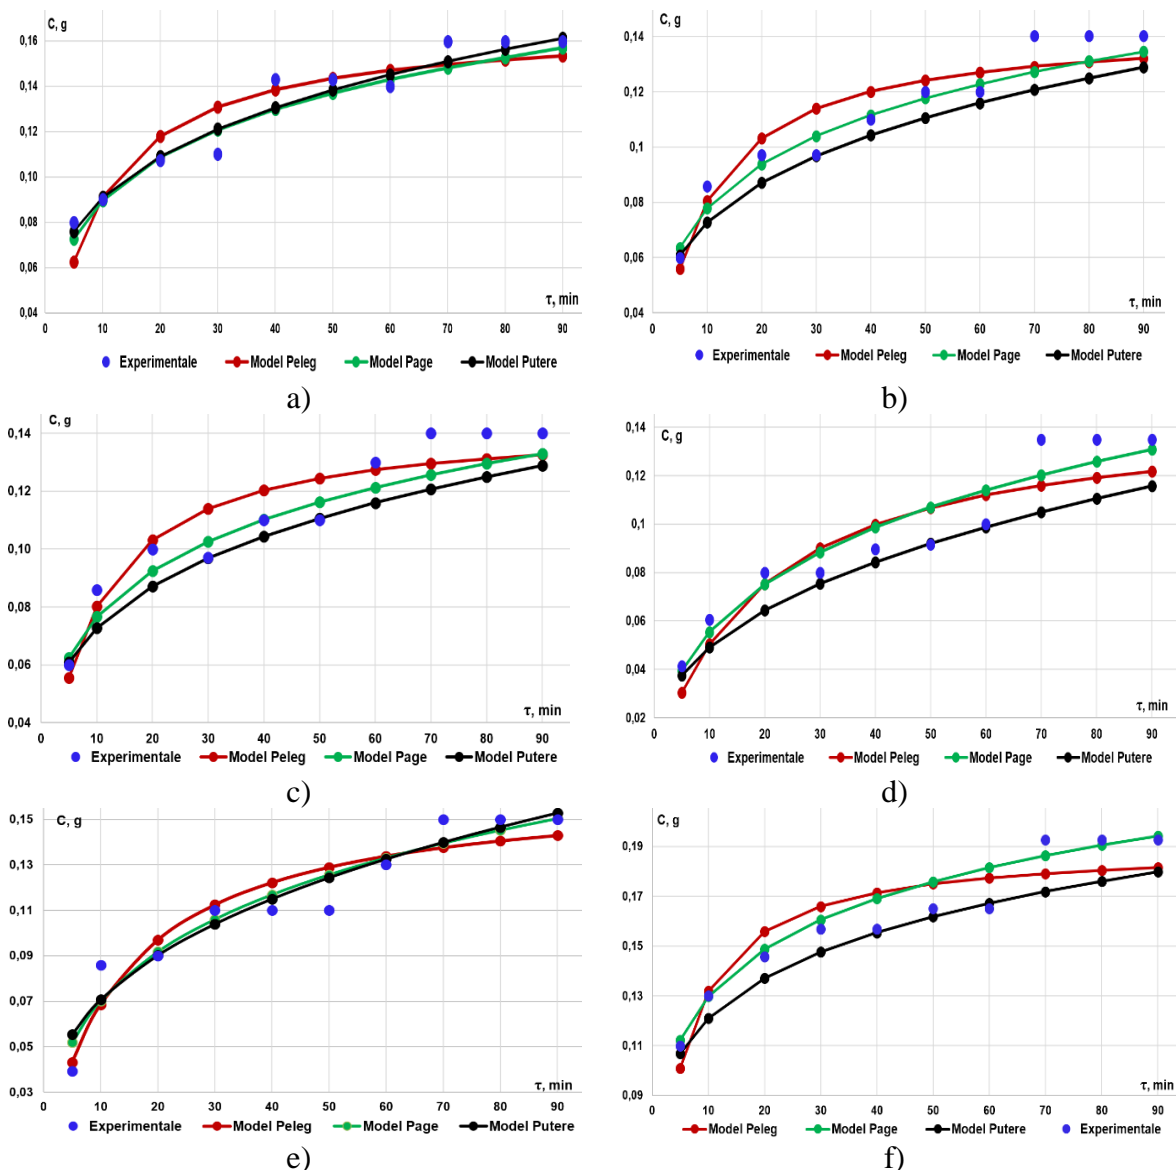 C, g
0,16
0,14
0,12
0,10
0,08
0,06
0,04
τ, min
0 10 20 30 40 50 60 70 80 90
Experimentale Model Peleg Model Page Model Putere
a)
C, g
0,14
0,12
0,1
0,08
0,06
0,04
τ, min
0 10 20 30 40 50 60 70 80 90
Experimentale Model Peleg Model Page Model Putere
b)
C, g
0,14
0,12
0,10
0,08
0,06
0,04
τ, min
0 10 20 30 40 50 60 70 80 90
Experimentale Model Peleg Model Page Model Putere
c)
C, g
0,14
0,12
0,1
0,08
0,06
0,04
0,02
τ, min
0 10 20 30 40 50 60 70 80 90
Experimentale Model Peleg Model Page Model Putere
d)
C, g
0,15
0,13
0,11
0,09
0,07
0,05
0,03
τ, min
0 10 20 30 40 50 60 70 80 90
Experimentale Model Peleg Model Page Model Putere
e)
C, g
0,19
0,17
0,15
0,13
0,11
0,09
τ, min
0 10 20 30 40 50 60 70 80 90
Model Peleg Model Page Model Putere Experimentale
f)